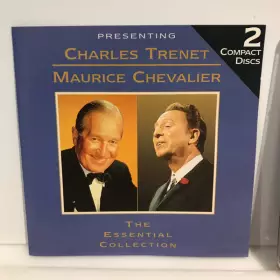 PRESENTING
CHARLES TRENET
MAURICE CHEVALIER
2
COMPACT
DISCS
THE
ESSENTIAL
COLLECTION